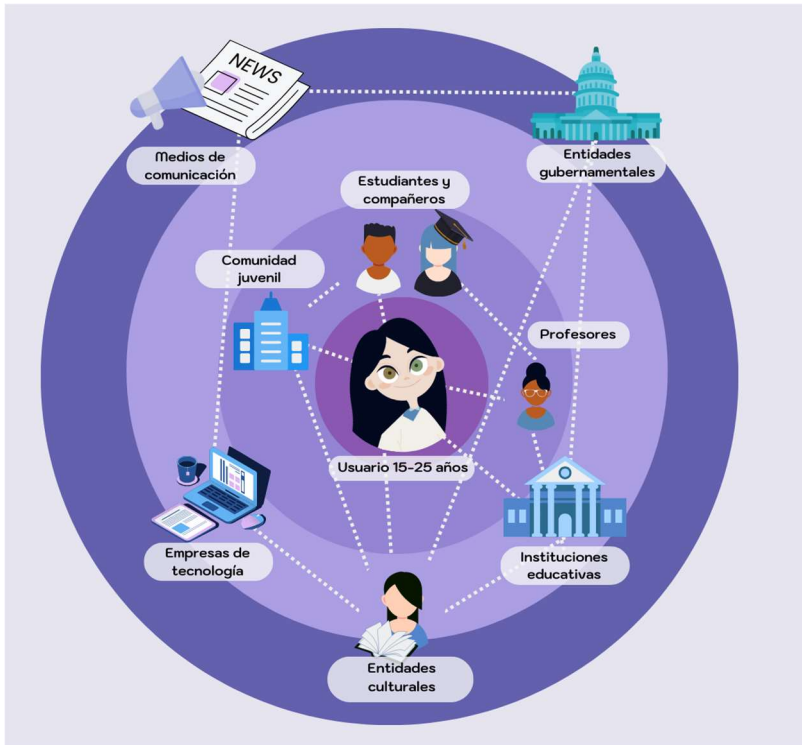 NEWS
Medios de
comunicación
Entidades
gubernamentales
Estudiantes y
compañeros
Comunidad
juvenil
Profesores
Usuario 15-25 años
Empresas de
tecnología
Instituciones
educativas
Entidades
culturales